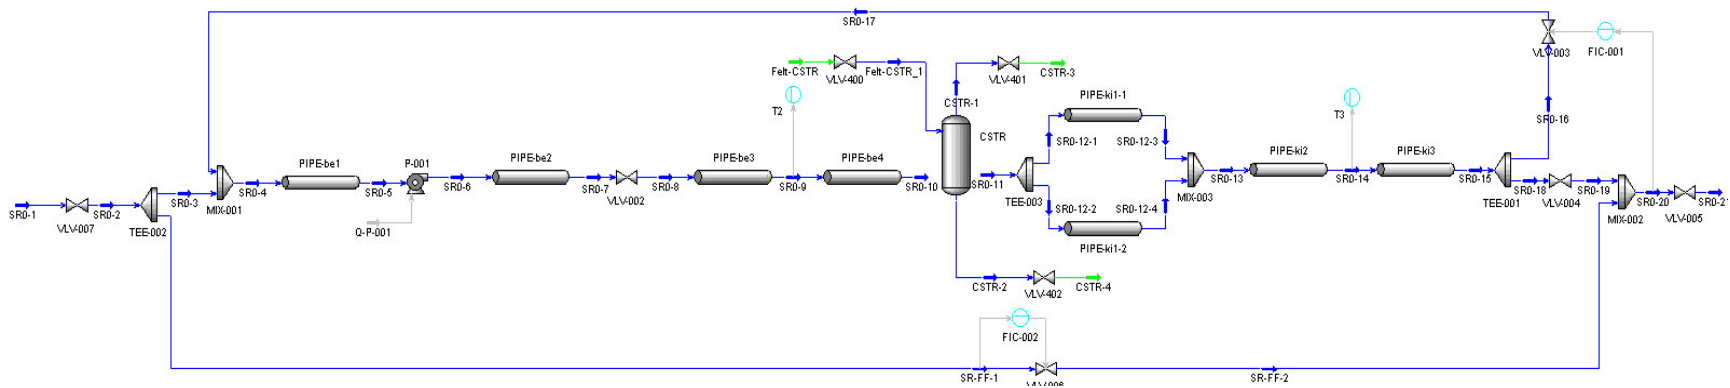 SR0-17
VLV-003
FIC-001
Felt-CSTR
VLV-400
Felt-CSTR_1
VLV-401
CSTR-3
CSTR-1
T2
PIPE-ki1-1
T3
SR0-16
CSTR
SR0-12-1
SR0-12-3
PIPE-be1
P-001
PIPE-be2
PIPE-be3
PIPE-be4
PIPE-ki2
PIPE-ki3
SR0-1
VLV-007
SR0-2
TEE-002
SR0-3
MIX-001
SR0-4
SR0-5
SR0-6
SR0-7
VLV-002
SR0-8
SR0-9
SR0-10
SR0-11
TEE-003
MIX-003
SR0-13
SR0-14
SR0-15
TEE-001
SR0-18
VLV-004
SR0-19
MIX-002
SR0-20
VLV-005
SR0-21
SR0-12-2
SR0-12-4
Q-P-001
PIPE-ki1-2
CSTR-2
VLV-402
CSTR-4
FIC-002
SR-FF-1
VLV-006
SR-FF-2